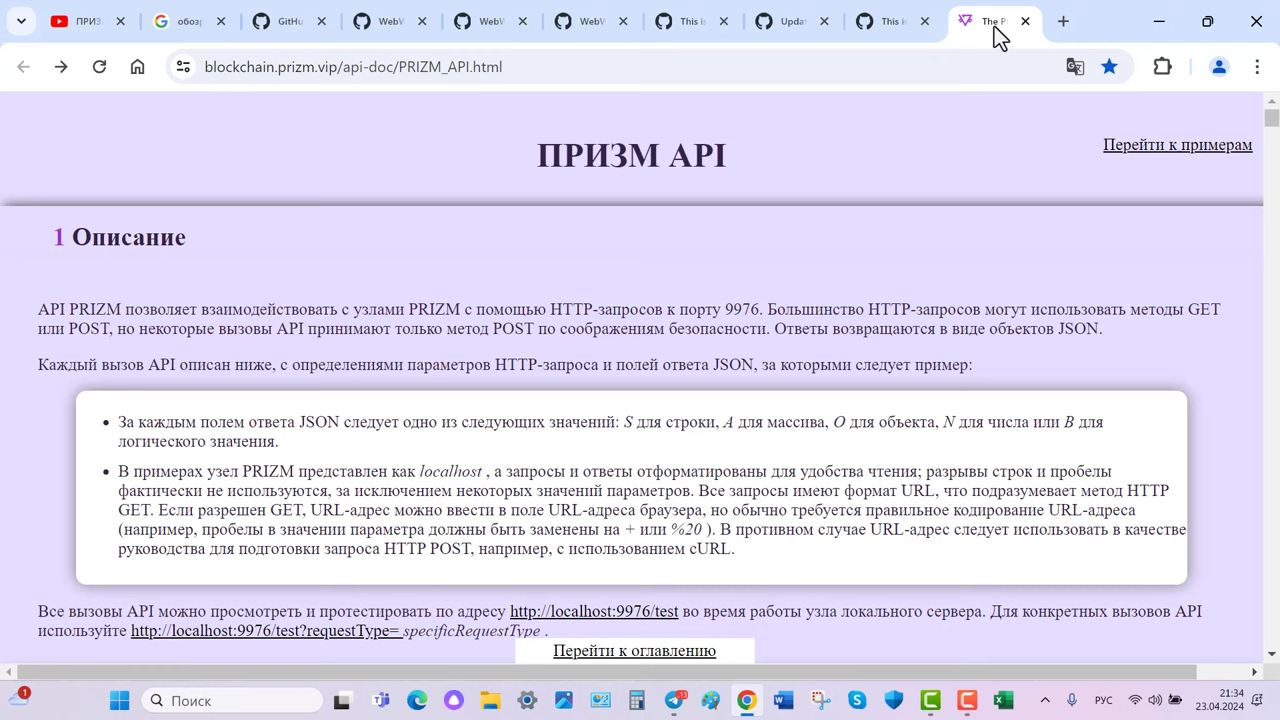 ПРИЗ
обоз
GitHu
WebW
WebW
WebW
This is
Updat
This is
The P
blockchain.prizm.vip/api-doc/PRIZM_API.html
ПРИЗМ API
Перейти к примерам
1 Описание
API PRIZM позволяет взаимодействовать с узлами PRIZM с помощью HTTP-запросов к порту 9976. Большинство HTTP-запросов могут использовать методы GET
или POST, но некоторые вызовы API принимают только метод POST по соображениям безопасности. Ответы возвращаются в виде объектов JSON.
Каждый вызов API описан ниже, с определениями параметров HTTP-запроса и полей ответа JSON, за которыми следует пример:
• За каждым полем ответа JSON следует одно из следующих значений: S для строки, A для массива, O для объекта, N для числа или B для
логического значения.
• В примерах узел PRIZM представлен как localhost , а запросы и ответы отформатированы для удобства чтения; разрывы строк и пробелы
фактически не используются, за исключением некоторых значений параметров. Все запросы имеют формат URL, что подразумевает метод HTTP
GET. Если разрешен GET, URL-адрес можно ввести в поле URL-адреса браузера, но обычно требуется правильное кодирование URL-адреса
(например, пробелы в значении параметра должны быть заменены на + или %20 ). В противном случае URL-адрес следует использовать в качестве
руководства для подготовки запроса HTTP POST, например, с использованием cURL.
Все вызовы API можно просмотреть и протестировать по адресу http://localhost:9976/test во время работы узла локального сервера. Для конкретных вызовов API
используйте http://localhost:9976/test?requestType= specificRequestType .
Перейти к оглавлению
1
Поиск
13
РУС
21:34
23.04.2024